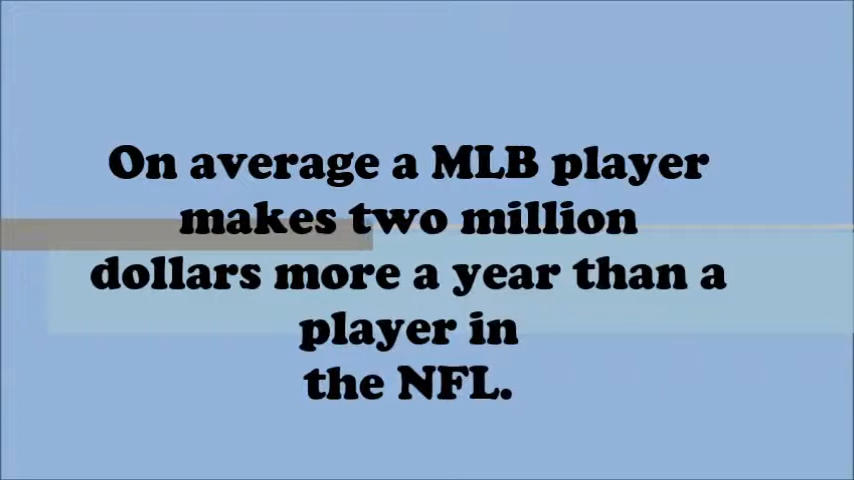 On average a MLB player
makes two million
dollars more a year than a
player in
the NFL.